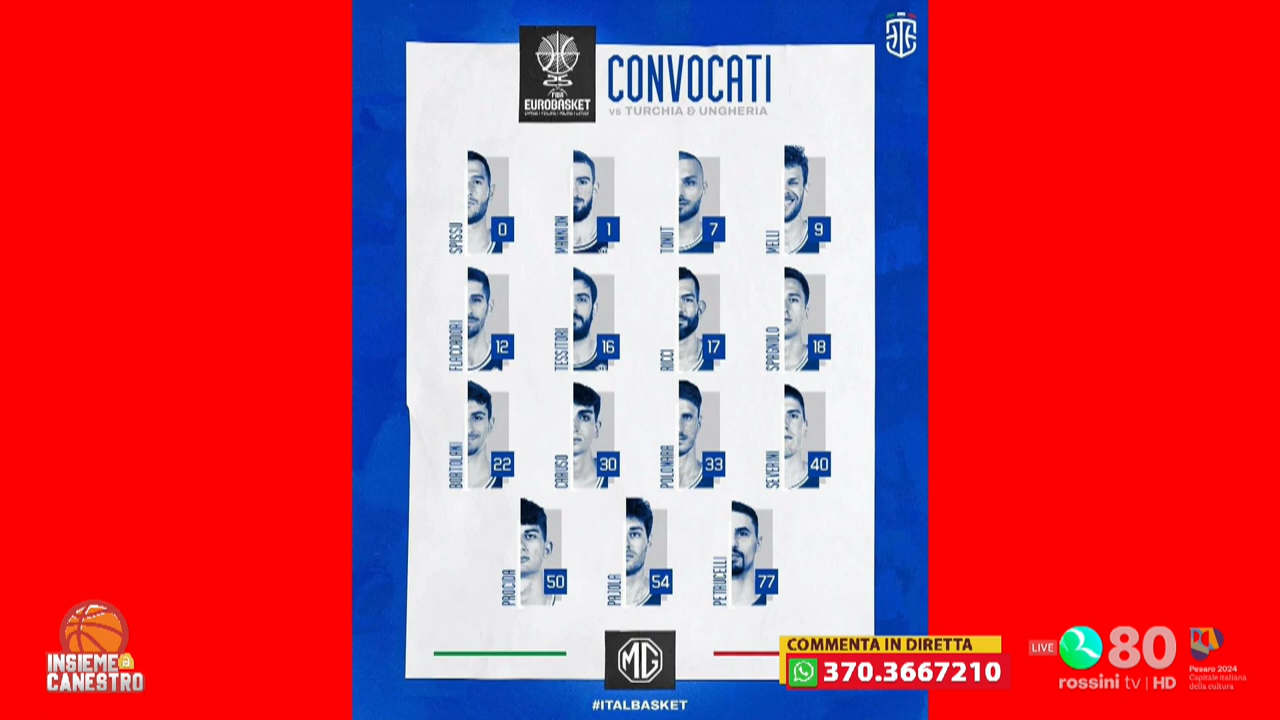 CONVOCATI
VS TURCHIA & UNGHERIA
FIBA
EUROBASKET
SPISSU
0
MANNION
1
TONUT
7
MELLI
9
FLACCADORI
12
TESSITORI
16
RICCI
17
SPAGNOLO
18
BORTOLANI
22
CARUSO
30
POLONARA
33
SEVERINI
40
PROCIDA
50
PAJOLA
54
PETRUCELLI
77
MG
#ITALBASKET
INSIEME A
CANESTRO
COMMENTA IN DIRETTA
370.3667210
LIVE
80
rossini tv | HD
Pesaro 2024
Capitale italiana
della cultura